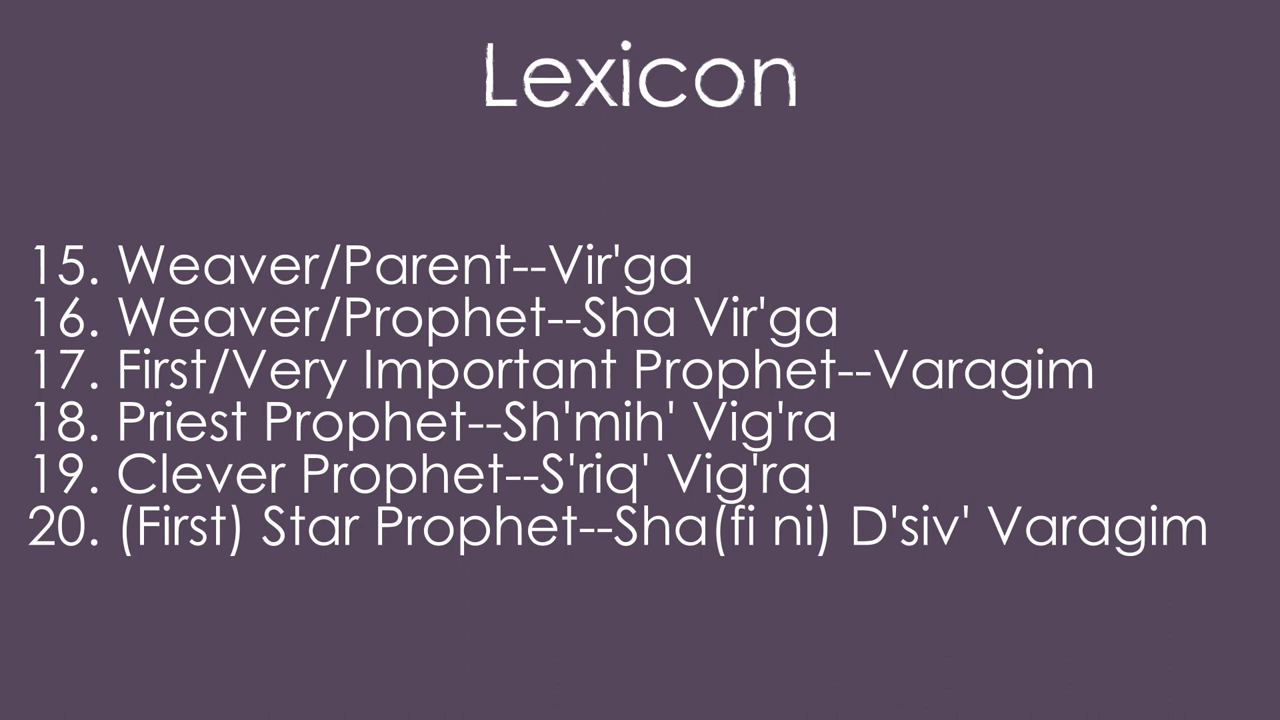 Lexicon
15. Weaver/Parent--Vir'ga
16. Weaver/Prophet--Sha Vir'ga
17. First/Very Important Prophet--Varagim
18. Priest Prophet--Sh'mih' Vig'ra
19. Clever Prophet--S'riq' Vig'ra
20. (First) Star Prophet--Sha(fi ni) D'siv' Varagim